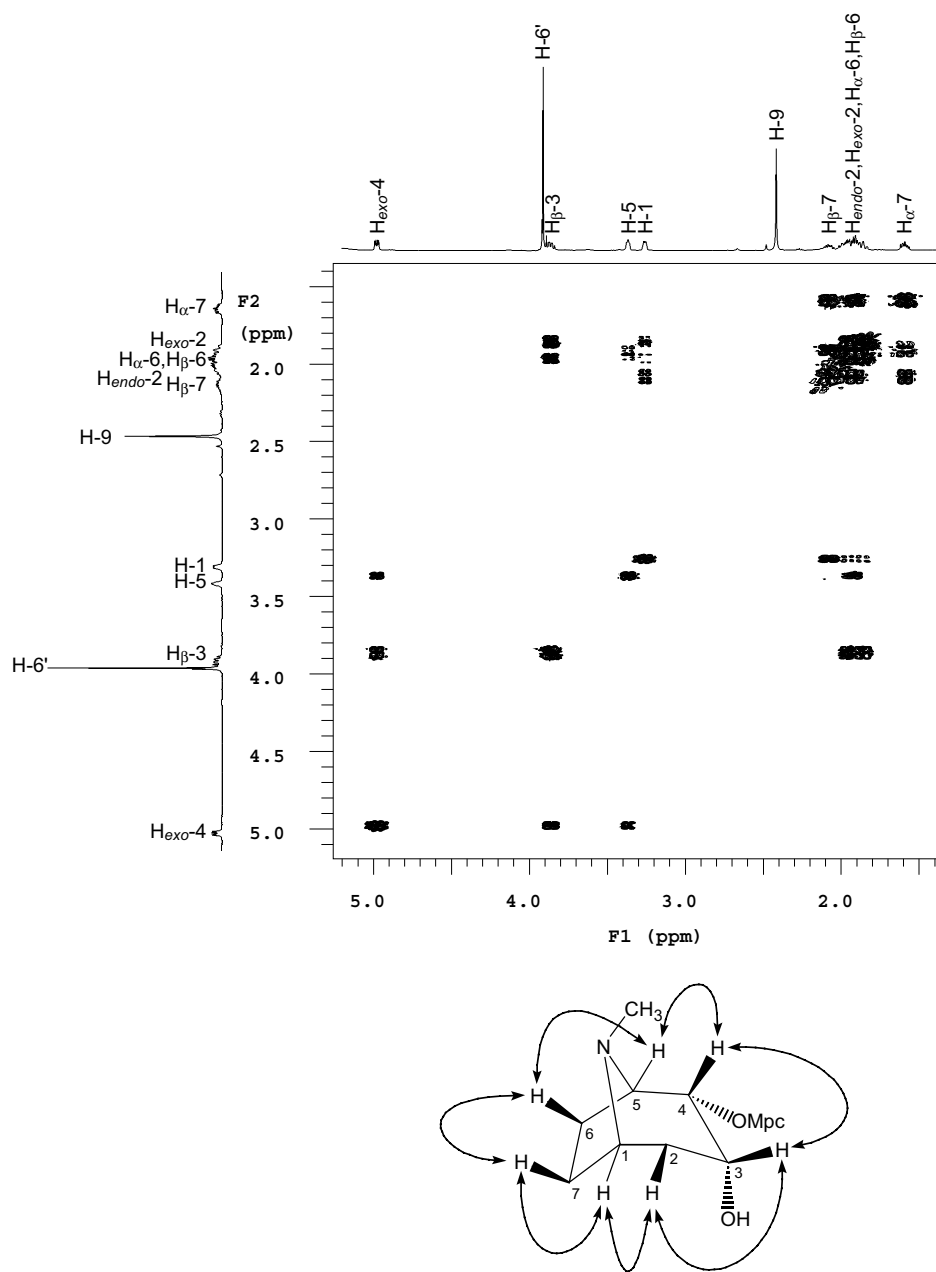 H-6'
Hendo-2,Hexo-2,Hα-6,Hβ-6
H-9
Hexo-4
Hβ-3
H-5
H-1
Hβ-7
Hα-7
Hα-7
F2
(ppm)
Hexo-2
Hα-6,Hβ-6
Hendo-2
Hβ-7
2.0
H-9
2.5
3.0
H-1
H-5
3.5
Hβ-3
H-6'
4.0
4.5
Hexo-4
5.0
5.0 4.0 3.0 2.0
F1 (ppm)
CH3
N H H
5 4
H OMpc
6
1 2 3 H
H 7
H H
OH